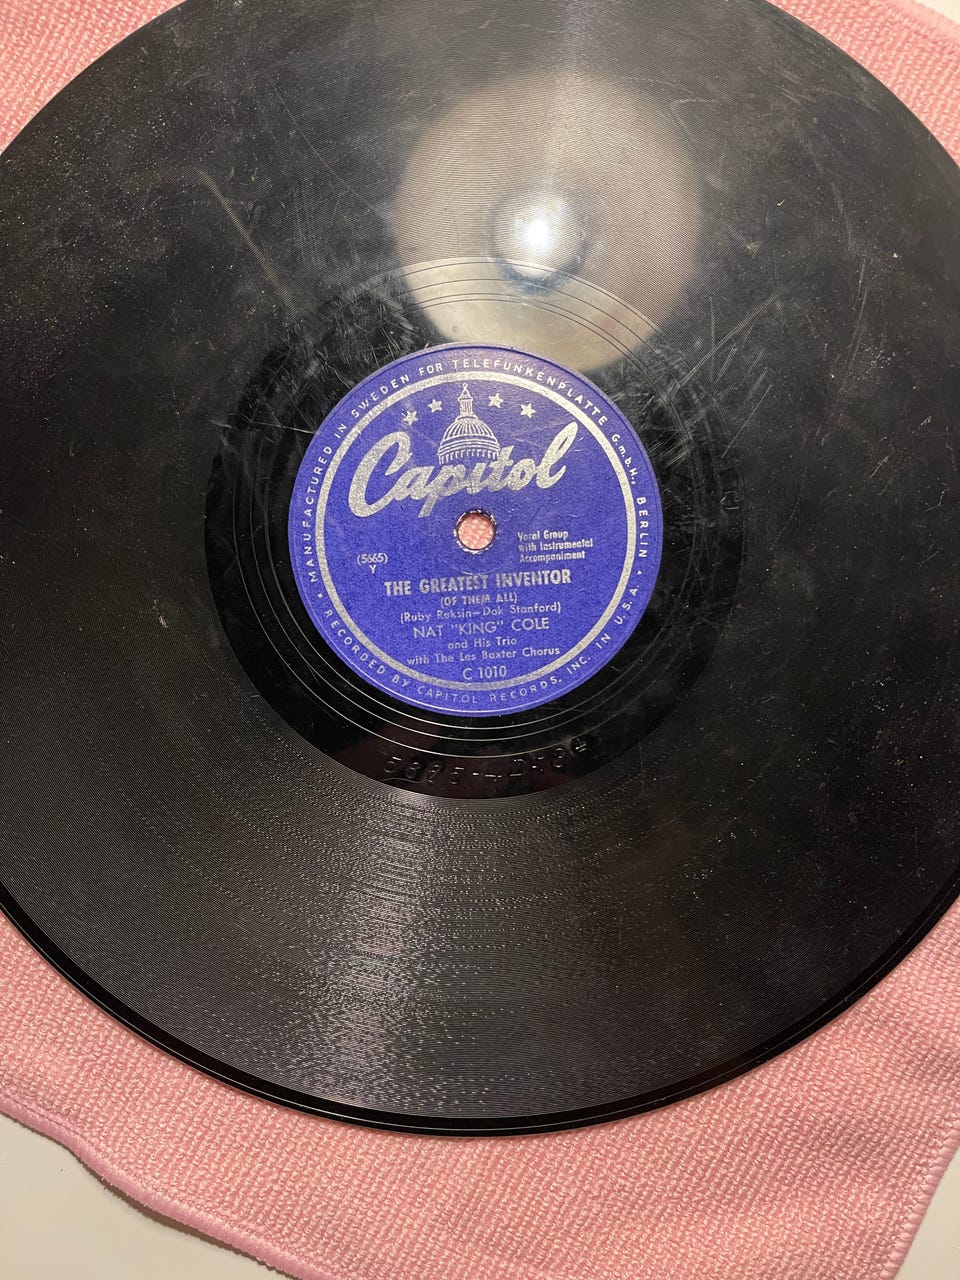 MANUFACTURED IN SWEDEN FOR TELEFUNKENPLATTE G.m.b.H., BERLIN
Capitol
Vocal Group
with Instrumental
Accompaniment
(5665)
Y
THE GREATEST INVENTOR
(OF THEM ALL)
(Ruby Raksin—Dok Stanford)
NAT "KING" COLE
and His Trio
with The Les Baxter Chorus
C 1010
RECORDED BY CAPITOL RECORDS, INC. IN U.S.A.